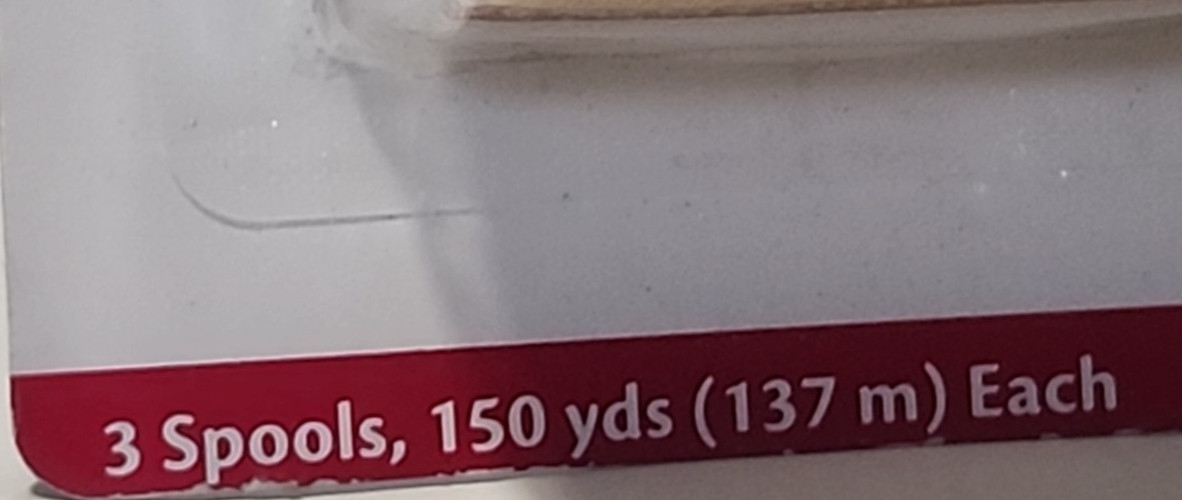 3 Spools, 150 yds (137 m) Each